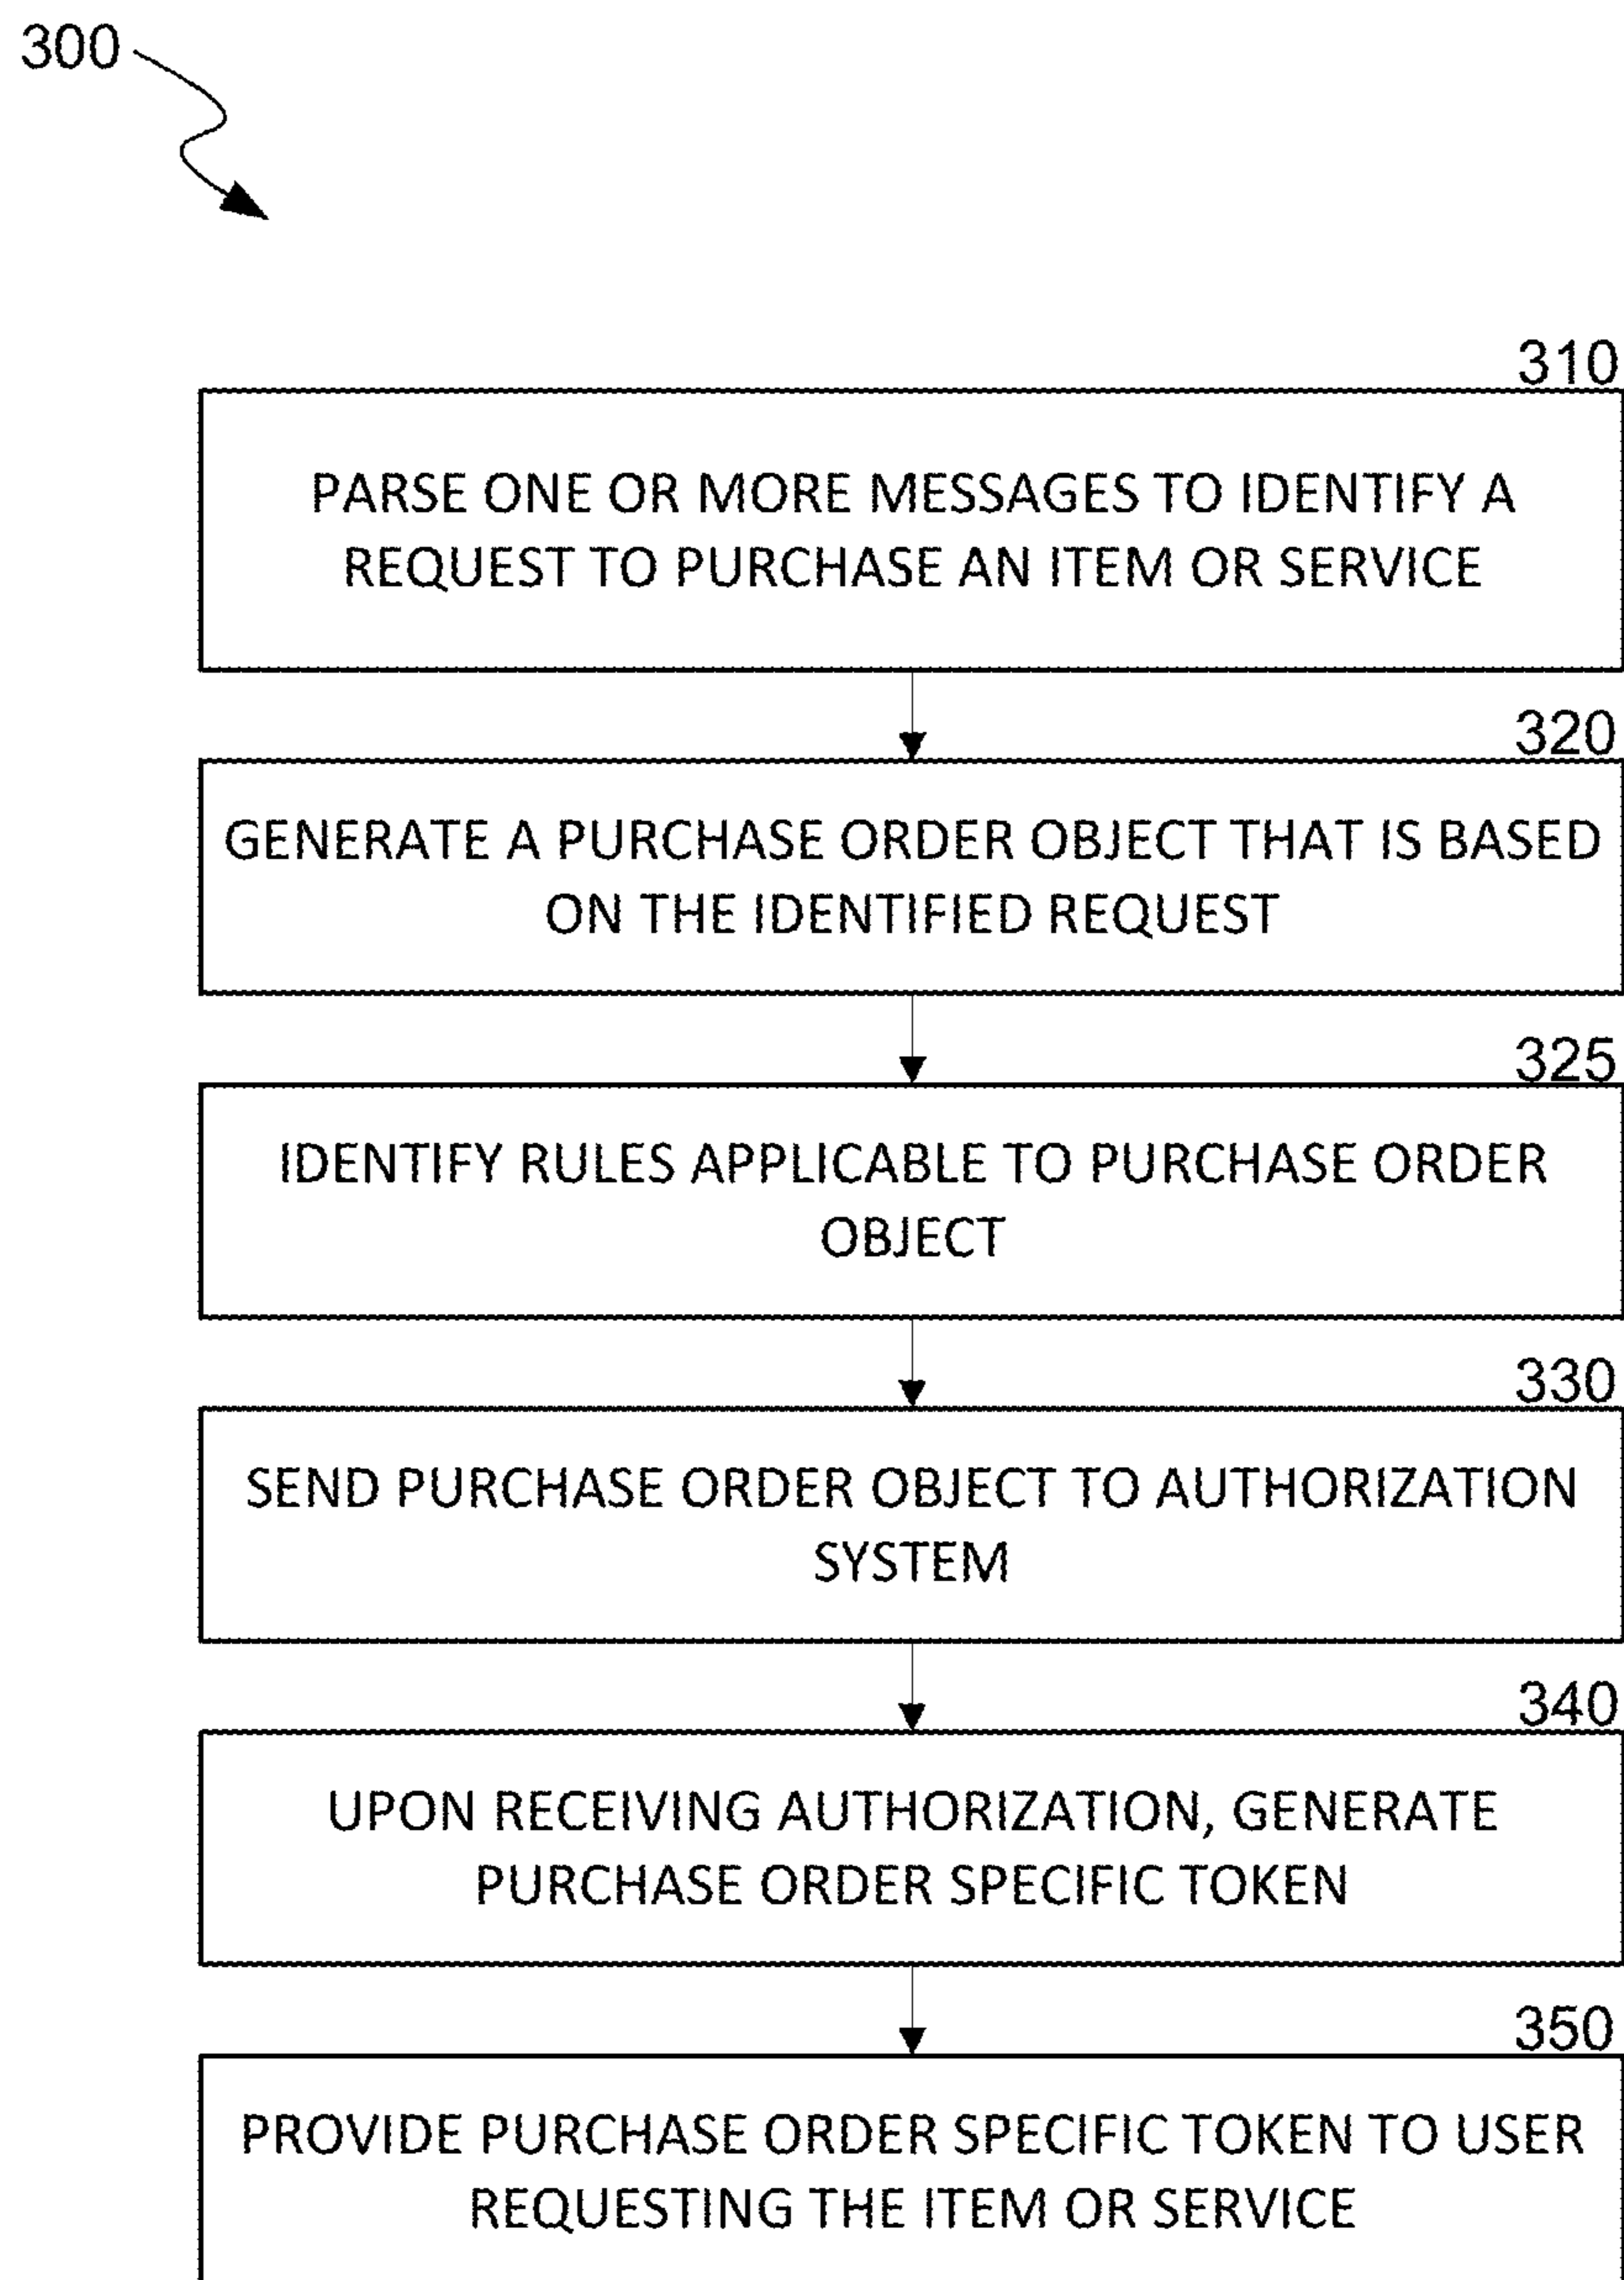 300
310
PARSE ONE OR MORE MESSAGES TO IDENTIFY A
REQUEST TO PURCHASE AN ITEM OR SERVICE
320
GENERATE A PURCHASE ORDER OBJECT THAT IS BASED
ON THE IDENTIFIED REQUEST
325
IDENTIFY RULES APPLICABLE TO PURCHASE ORDER
OBJECT
330
SEND PURCHASE ORDER OBJECT TO AUTHORIZATION
SYSTEM
340
UPON RECEIVING AUTHORIZATION, GENERATE
PURCHASE ORDER SPECIFIC TOKEN
350
PROVIDE PURCHASE ORDER SPECIFIC TOKEN TO USER
REQUESTING THE ITEM OR SERVICE